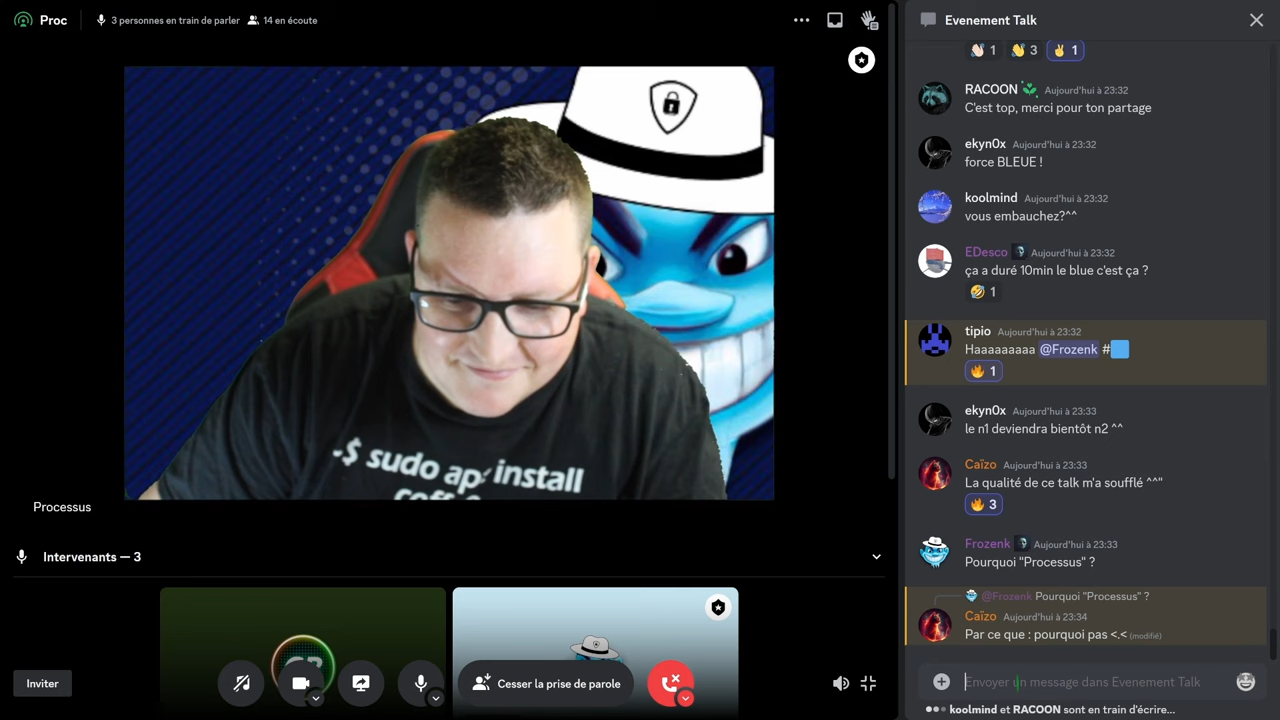 Proc
3 personnes en train de parler
14 en écoute
$ sudo apt install
Processus
Intervenants — 3
Inviter
Cesser la prise de parole
Evenement Talk
1
3
1
RACOON Aujourd'hui à 23:32
C'est top, merci pour ton partage
ekyn0x Aujourd'hui à 23:32
force BLEUE !
koolmind Aujourd'hui à 23:32
vous embauchez?^^
EDesco Aujourd'hui à 23:32
ça a duré 10min le blue c'est ça ?
1
tipio Aujourd'hui à 23:32
Haaaaaaaaa @Frozenk #
1
ekyn0x Aujourd'hui à 23:33
le n1 deviendra bientôt n2 ^^
Caïzo Aujourd'hui à 23:33
La qualité de ce talk m'a soufflé ^^"
3
Frozenk Aujourd'hui à 23:33
Pourquoi "Processus" ?
@Frozenk Pourquoi "Processus" ?
Caïzo Aujourd'hui à 23:34
Par ce que : pourquoi pas <.< (modifié)
Envoyer un message dans Evenement Talk
koolmind et RACOON sont en train d'écrire...